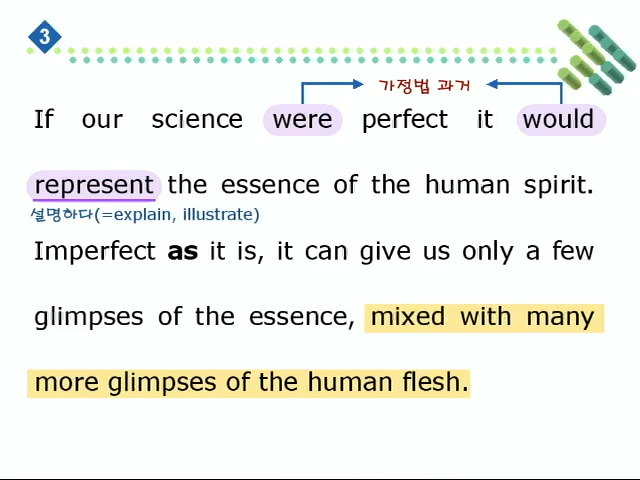 3
가정법 과거
If our science were perfect it would
represent the essence of the human spirit.
설명하다(=explain, illustrate)
Imperfect as it is, it can give us only a few
glimpses of the essence, mixed with many
more glimpses of the human flesh.